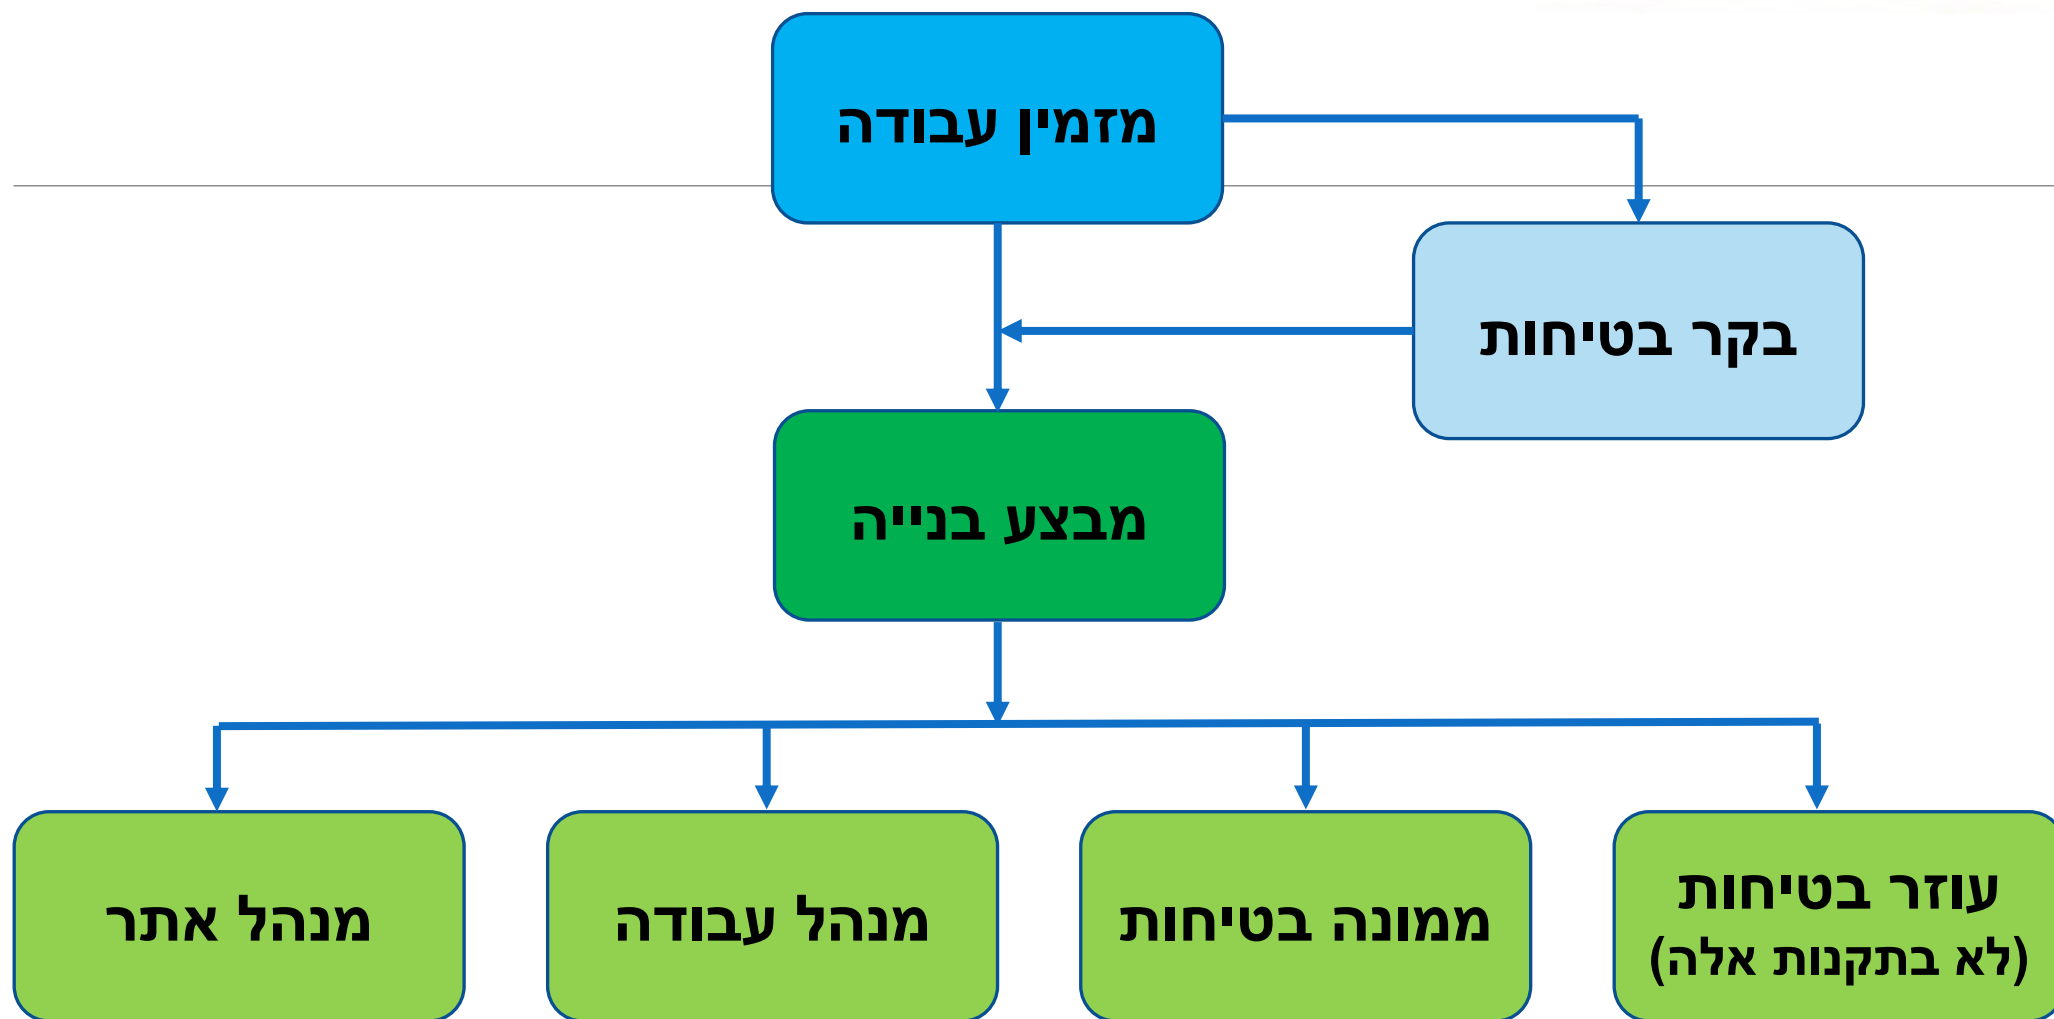 מזמין עבודה
בקר בטיחות
מבצע בנייה
עוזר בטיחות
(לא בתקנות אלה)
ממונה בטיחות
מנהל עבודה
מנהל אתר